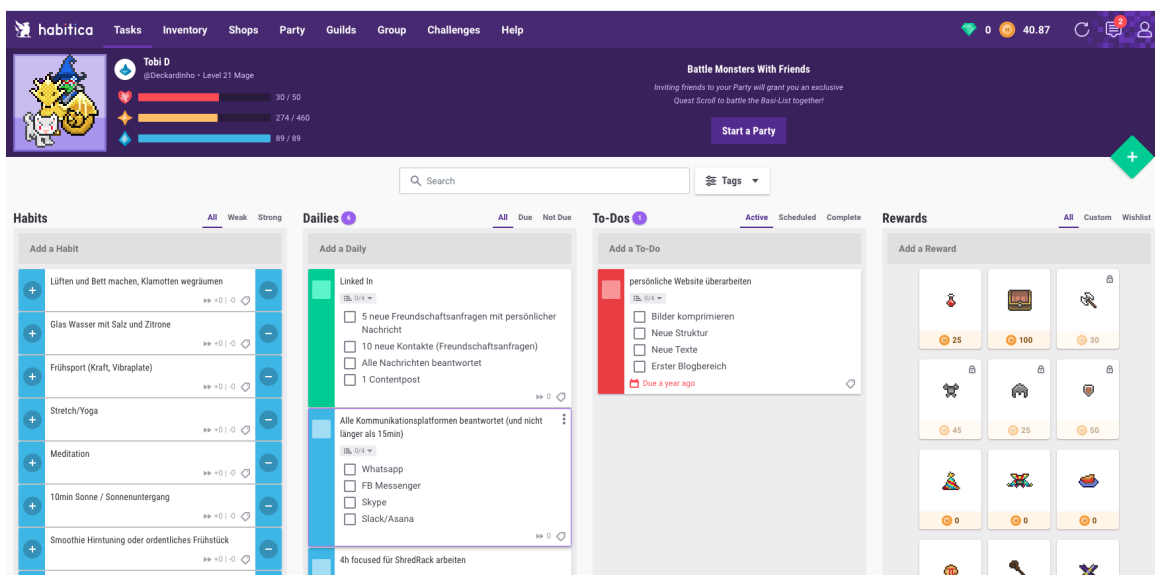 habitica Tasks Inventory Shops Party Guilds Group Challenges Help 0 40.87 2
Tobi D
@Deckardinho • Level 21 Mage
30 / 50
274 / 460
89 / 89
Battle Monsters With Friends
Inviting friends to your Party will grant you an exclusive
Quest Scroll to battle the Basi-List together!
Start a Party
+
Search
Tags
Habits All Weak Strong
Add a Habit
Lüften und Bett machen, Klamotten wegräumen
+0 | -0
Glas Wasser mit Salz und Zitrone
+0 | -0
Frühsport (Kraft, Vibraplate)
+0 | -0
Stretch/Yoga
+0 | -0
Meditation
+0 | -0
10min Sonne / Sonnenuntergang
+0 | -0
Smoothie Hirntuning oder ordentliches Frühstück
+0 | -0
Dailies 6 All Due Not Due
Add a Daily
Linked In
0/4
5 neue Freundschaftsanfragen mit persönlicher
Nachricht
10 neue Kontakte (Freundschaftsanfragen)
Alle Nachrichten beantwortet
1 Contentpost
0
Alle Kommunikationsplatformen beantwortet (und nicht
länger als 15min)
0/4
Whatsapp
FB Messenger
Skype
Slack/Asana
0
4h focused für ShredRack arbeiten
To-Dos 1 Active Scheduled Complete
Add a To-Do
persönliche Website überarbeiten
0/4
Bilder komprimieren
Neue Struktur
Neue Texte
Erster Blogbereich
Due a year ago
Rewards All Custom Wishlist
Add a Reward
25 100 30
45 25 50
0 0 0